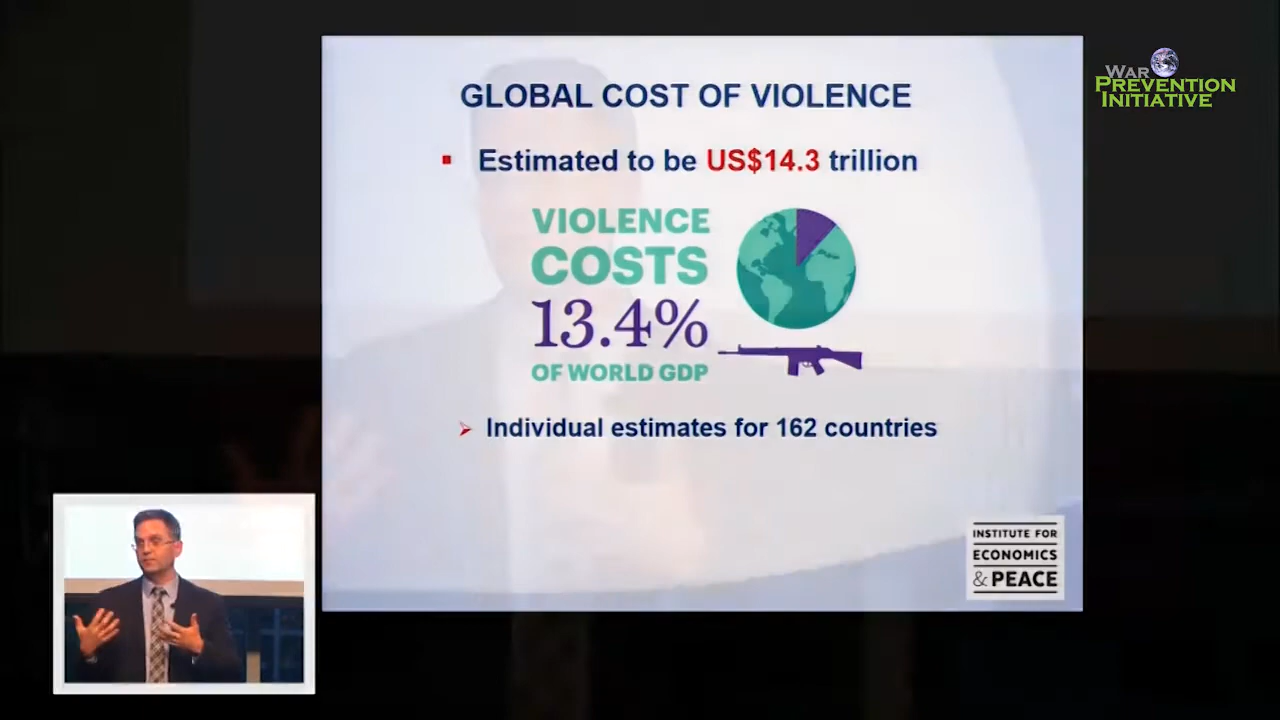 GLOBAL COST OF VIOLENCE
Estimated to be US$14.3 trillion
VIOLENCE
COSTS
13.4%
OF WORLD GDP
Individual estimates for 162 countries
INSTITUTE FOR
ECONOMICS
& PEACE
WAR
PREVENTION
INITIATIVE